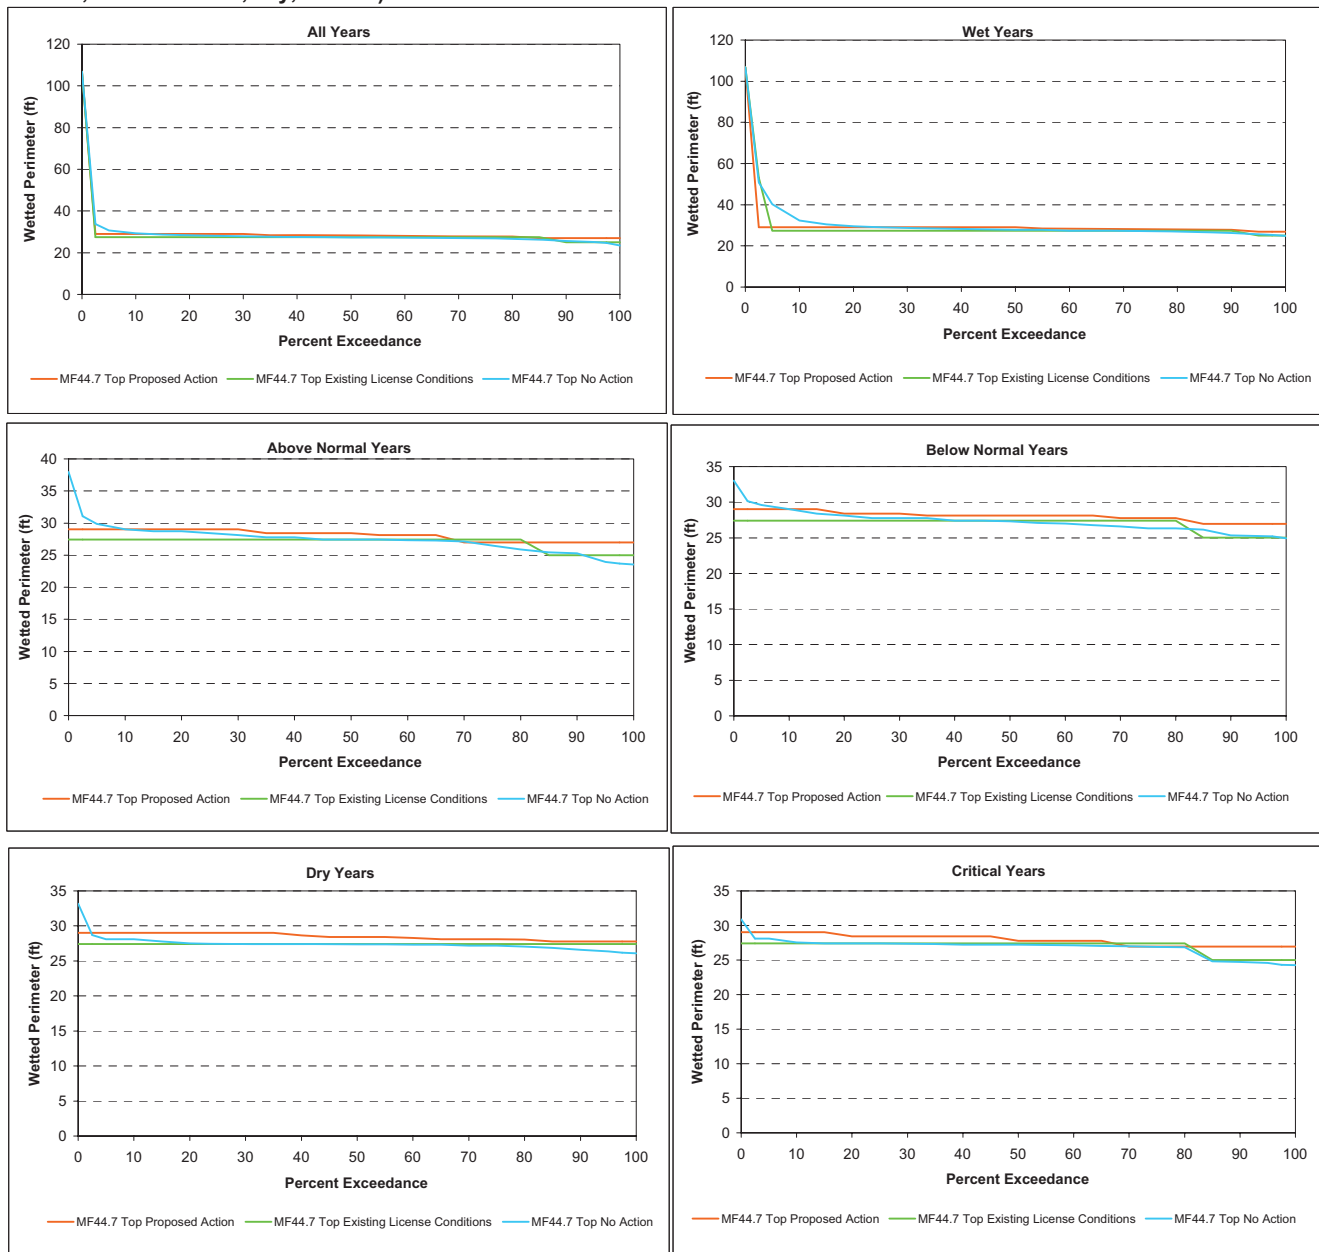 All Years
120
100
80
60
40
20
0
Wetted Perimeter (ft)
0 10 20 30 40 50 60 70 80 90 100
Percent Exceedance
MF44.7 Top Proposed Action MF44.7 Top Existing License Conditions MF44.7 Top No Action
Wet Years
120
100
80
60
40
20
0
Wetted Perimeter (ft)
0 10 20 30 40 50 60 70 80 90 100
Percent Exceedance
MF44.7 Top Proposed Action MF44.7 Top Existing License Conditions MF44.7 Top No Action
Above Normal Years
40
35
30
25
20
15
10
5
0
Wetted Perimeter (ft)
0 10 20 30 40 50 60 70 80 90 100
Percent Exceedance
MF44.7 Top Proposed Action MF44.7 Top Existing License Conditions MF44.7 Top No Action
Below Normal Years
35
30
25
20
15
10
5
0
Wetted Perimeter (ft)
0 10 20 30 40 50 60 70 80 90 100
Percent Exceedance
MF44.7 Top Proposed Action MF44.7 Top Existing License Conditions MF44.7 Top No Action
Dry Years
35
30
25
20
15
10
5
0
Wetted Perimeter (ft)
0 10 20 30 40 50 60 70 80 90 100
Percent Exceedance
MF44.7 Top Proposed Action MF44.7 Top Existing License Conditions MF44.7 Top No Action
Critical Years
35
30
25
20
15
10
5
0
Wetted Perimeter (ft)
0 10 20 30 40 50 60 70 80 90 100
Percent Exceedance
MF44.7 Top Proposed Action MF44.7 Top Existing License Conditions MF44.7 Top No Action